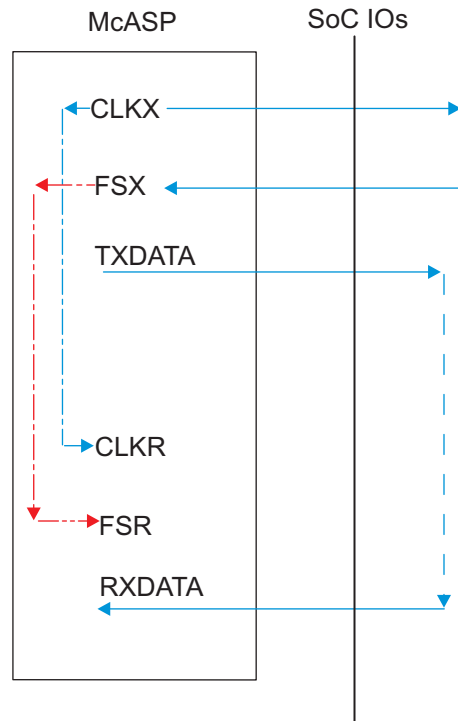 McASP
SoC IOs
CLKX
FSX
TXDATA
CLKR
FSR
RXDATA